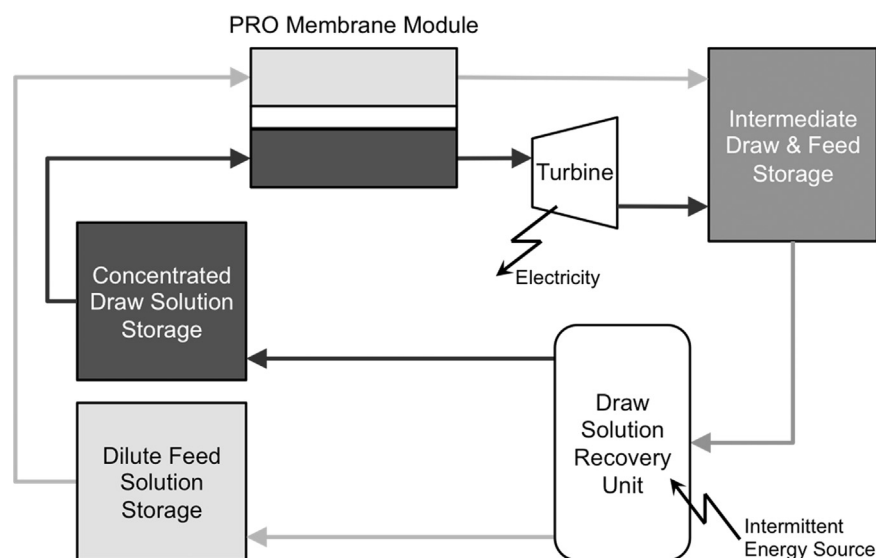 PRO Membrane Module
Intermediate
Draw & Feed
Storage
Turbine
Electricity
Concentrated
Draw Solution
Storage
Draw
Solution
Recovery
Unit
Dilute Feed
Solution
Storage
Intermittent
Energy Source